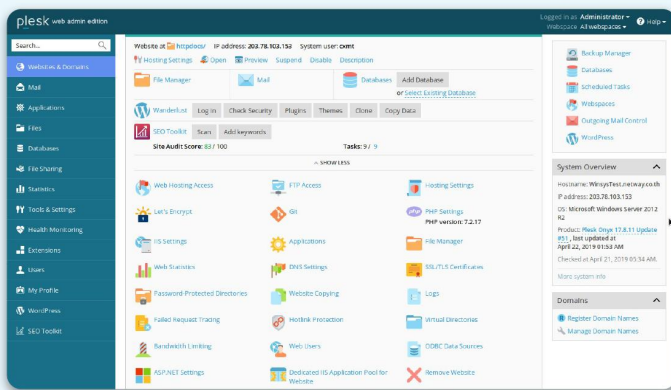 plesk web admin edition
Logged in as Administrator
Webspace All webspaces
Help
Search...
Websites & Domains
Mail
Applications
Files
Databases
File Sharing
Statistics
Tools & Settings
Health Monitoring
Extensions
Users
My Profile
WordPress
SEO Toolkit
Website at httpdocs/ IP address: 203.78.103.153 System user: cxmt
Hosting Settings Open Preview Suspend Disable Description
File Manager Mail Databases Add Database
or Select Existing Database
Wanderlust Log in Check Security Plugins Themes Clone Copy Data
SEO Toolkit Scan Add keywords
Site Audit Score: 83 / 100 Tasks: 9 / 9
SHOW LESS
Web Hosting Access FTP Access Hosting Settings
Let's Encrypt Git PHP Settings
PHP version: 7.2.17
IIS Settings Applications File Manager
Web Statistics DNS Settings SSL/TLS Certificates
Password-Protected Directories Website Copying Logs
Failed Request Tracing Hotlink Protection Virtual Directories
Bandwidth Limiting Web Users ODBC Data Sources
ASP.NET Settings Dedicated IIS Application Pool for Website Remove Website
Backup Manager
Databases
Scheduled Tasks
Webspaces
Outgoing Mail Control
WordPress
System Overview
Hostname: WinsysTest.netway.co.th
IP address: 203.78.103.153
OS: Microsoft Windows Server 2012 R2
Product: Plesk Onyx 17.8.11 Update #51, last updated at
April 22, 2019 01:53 AM
Checked at April 21, 2019 05:34 AM.
More system info
Domains
Register Domain Names
Manage Domain Names